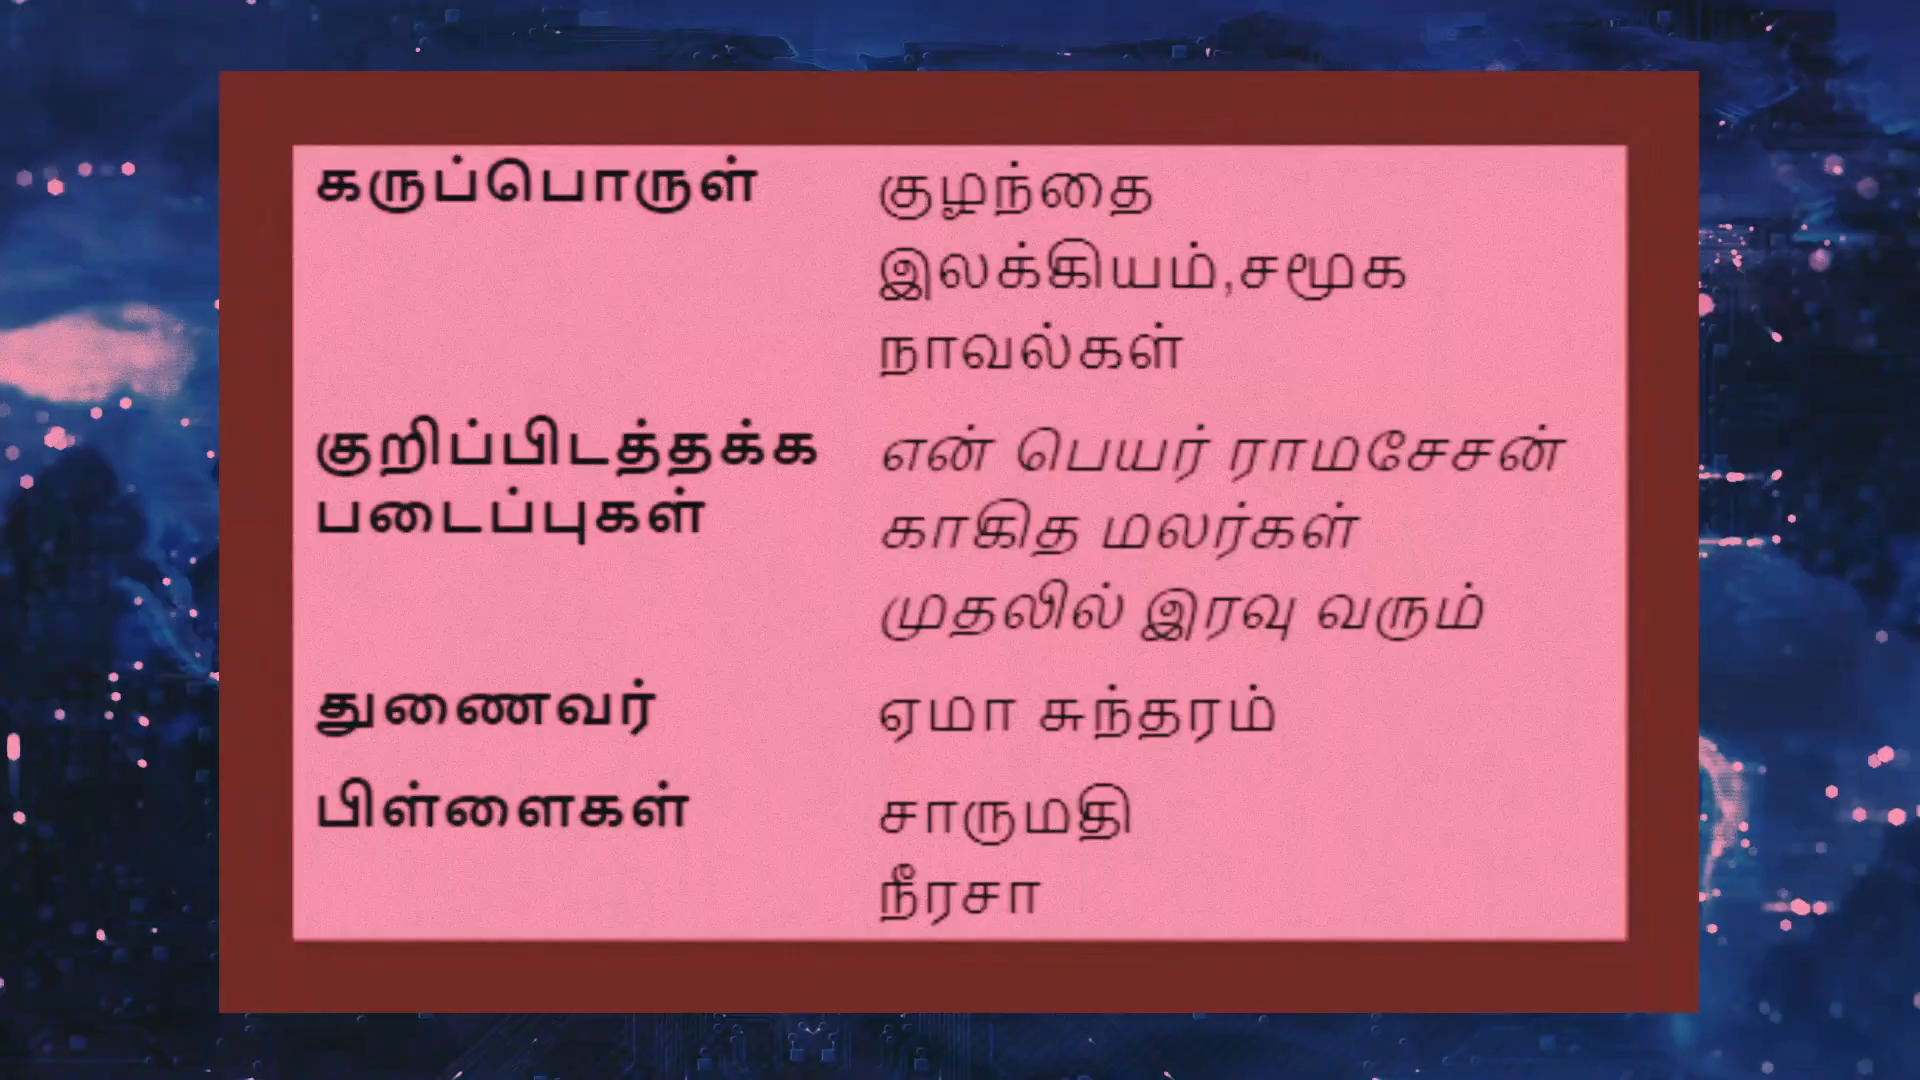 கருப்பொருள் குழந்தை
இலக்கியம்,சமூக
நாவல்கள்
குறிப்பிடத்தக்க என் பெயர் ராமசேசன்
படைப்புகள் காகித மலர்கள்
முதலில் இரவு வரும்
துணைவர் ஏமா சுந்தரம்
பிள்ளைகள் சாருமதி
நீரசா